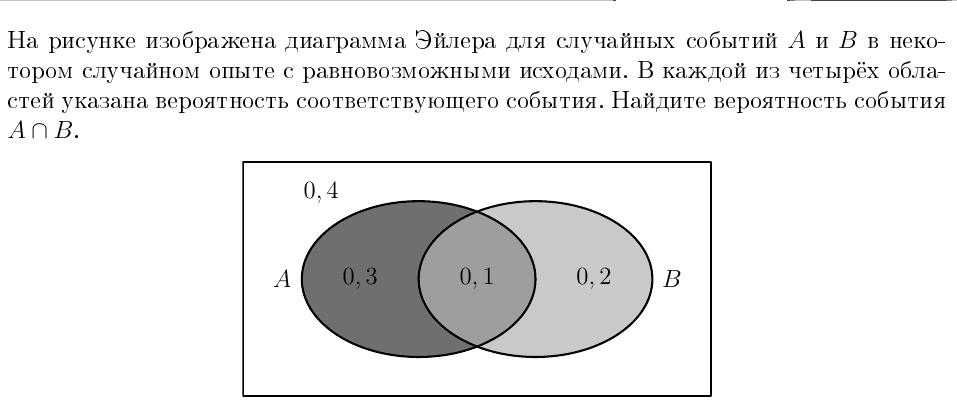 На рисунке изображена диаграмма Эйлера для случайных событий A и B в неко-
тором случайном опыте с равновозможными исходами. В каждой из четырёх обла-
стей указана вероятность соответствующего события. Найдите вероятность события
A ∩ B.
0, 4
A 0, 3 0, 1 0, 2 B